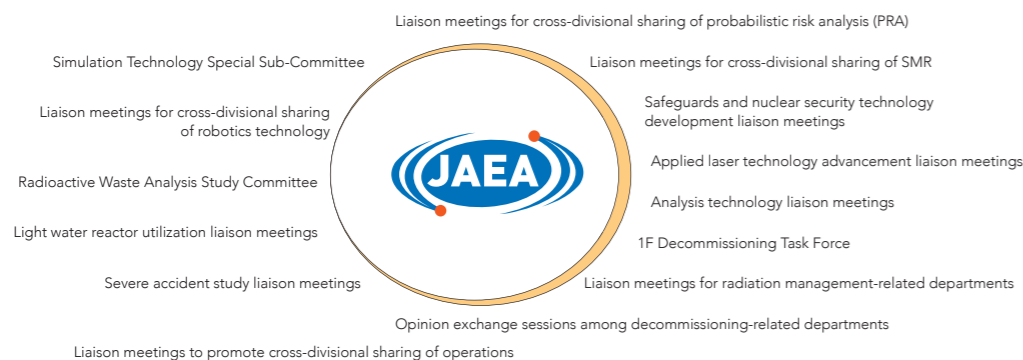 Liaison meetings for cross-divisional sharing of probabilistic risk analysis (PRA)
Simulation Technology Special Sub-Committee
Liaison meetings for cross-divisional sharing of SMR
Liaison meetings for cross-divisional sharing
of robotics technology
Safeguards and nuclear security technology
development liaison meetings
JAEA
Applied laser technology advancement liaison meetings
Radioactive Waste Analysis Study Committee
Analysis technology liaison meetings
Light water reactor utilization liaison meetings
1F Decommissioning Task Force
Severe accident study liaison meetings
Liaison meetings for radiation management-related departments
Opinion exchange sessions among decommissioning-related departments
Liaison meetings to promote cross-divisional sharing of operations